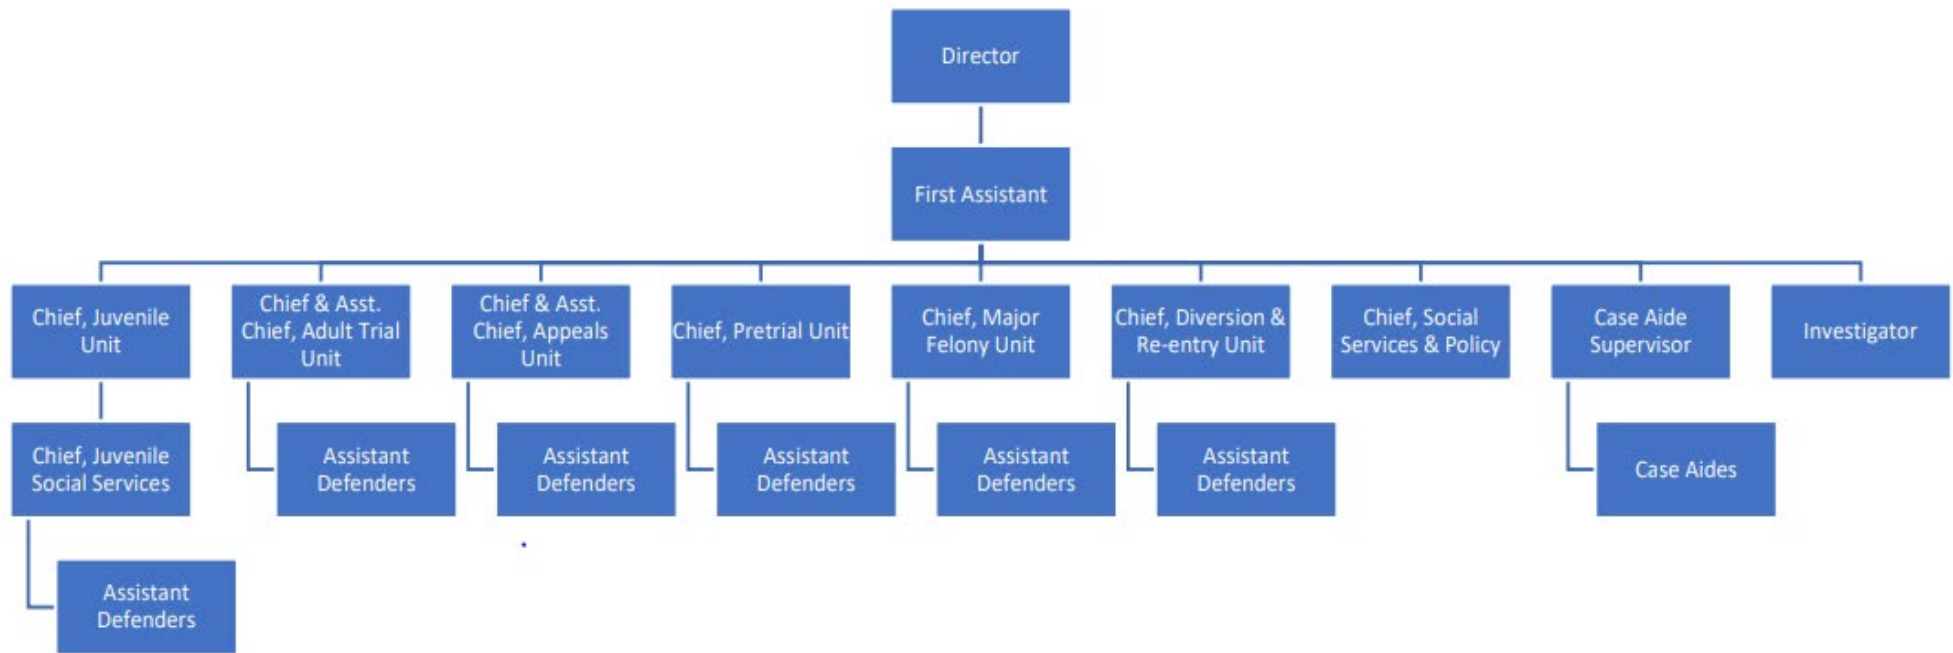 Director
First Assistant
Chief, Juvenile
Unit
Chief & Asst.
Chief, Adult Trial
Unit
Chief & Asst.
Chief, Appeals
Unit
Chief, Pretrial Unit
Chief, Major
Felony Unit
Chief, Diversion &
Re-entry Unit
Chief, Social
Services & Policy
Case Aide
Supervisor
Investigator
Chief, Juvenile
Social Services
Assistant
Defenders
Assistant
Defenders
Assistant
Defenders
Assistant
Defenders
Assistant
Defenders
Case Aides
Assistant
Defenders